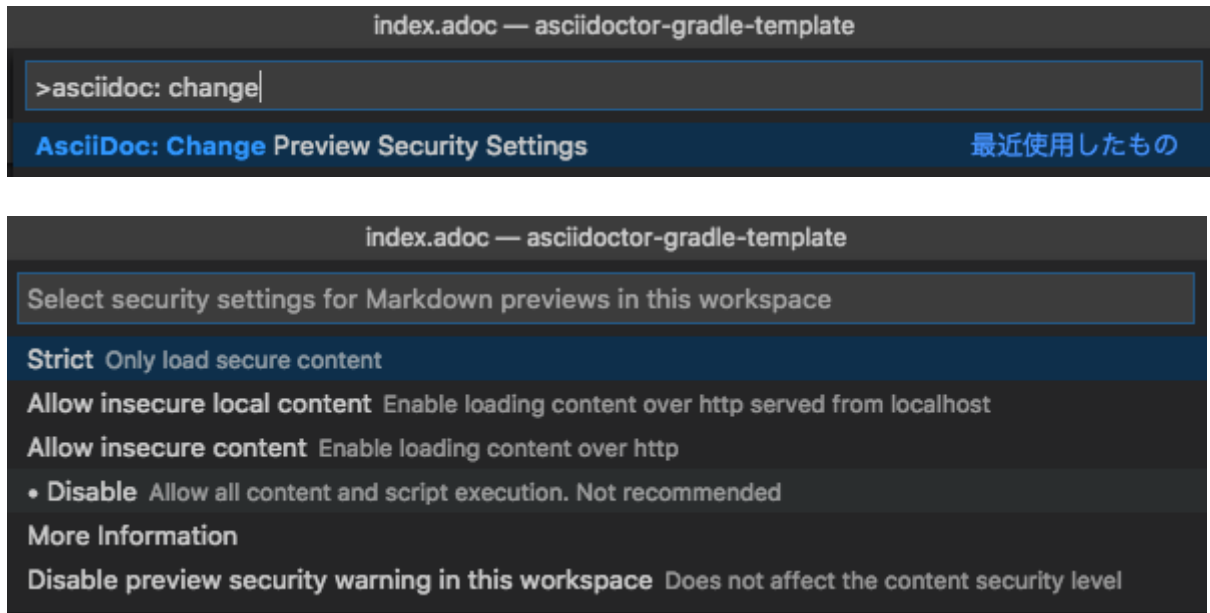 index.adoc — asciidoctor-gradle-template
>asciidoc: change
AsciiDoc: Change Preview Security Settings 最近使用したもの
index.adoc — asciidoctor-gradle-template
Select security settings for Markdown previews in this workspace
Strict Only load secure content
Allow insecure local content Enable loading content over http served from localhost
Allow insecure content Enable loading content over http
• Disable Allow all content and script execution. Not recommended
More Information
Disable preview security warning in this workspace Does not affect the content security level